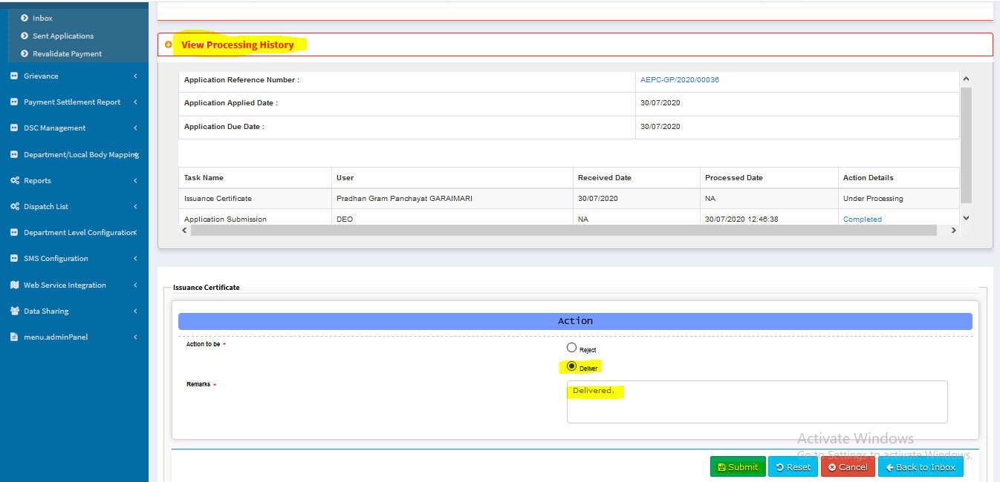 Inbox
Sent Applications
Revalidate Payment
Grievance
Payment Settlement Report
DSC Management
Department/Local Body Mapping
Reports
Dispatch List
Department Level Configuration
SMS Configuration
Web Service Integration
Data Sharing
menu.adminPanel
View Processing History
Application Reference Number : AEPC-GP/2020/00036
Application Applied Date : 30/07/2020
Application Due Date : 30/07/2020
Task Name User Received Date Processed Date Action Details
Issuance Certificate Pradhan Gram Panchayat GARAIMARI 30/07/2020 NA Under Processing
Application Submission DEO NA 30/07/2020 12:46:38 Completed
Issuance Certificate
Action
Action to be *
Reject
Deliver
Remarks *
Delivered.
Activate Windows
Go to Settings to activate Windows.
Submit Reset Cancel Back to Inbox